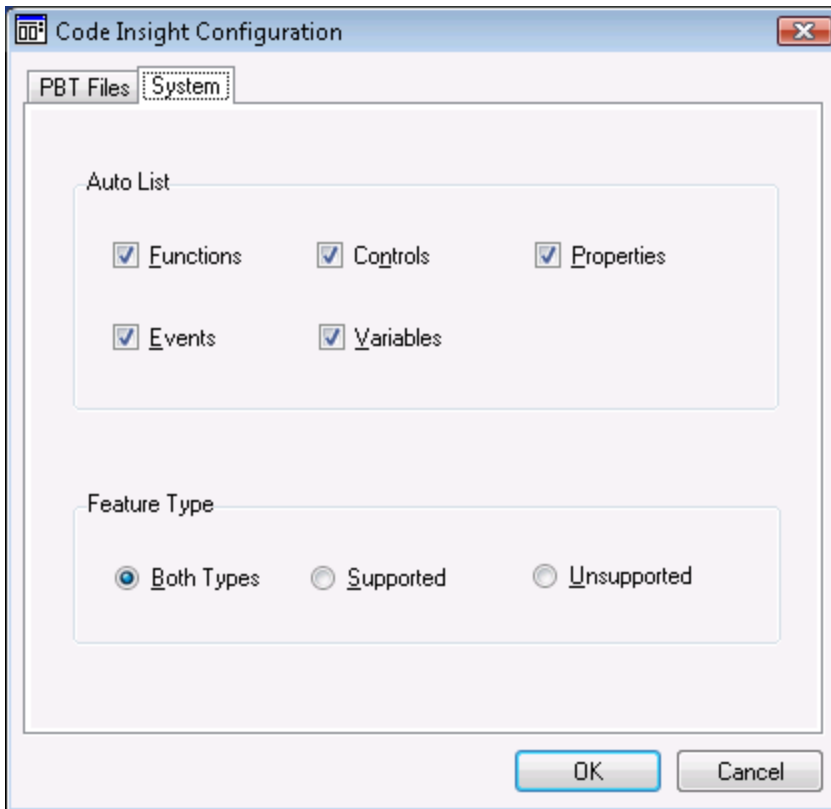 Code Insight Configuration
PBT Files System
Auto List
Functions Controls Properties
Events Variables
Feature Type
Both Types Supported Unsupported
OK Cancel